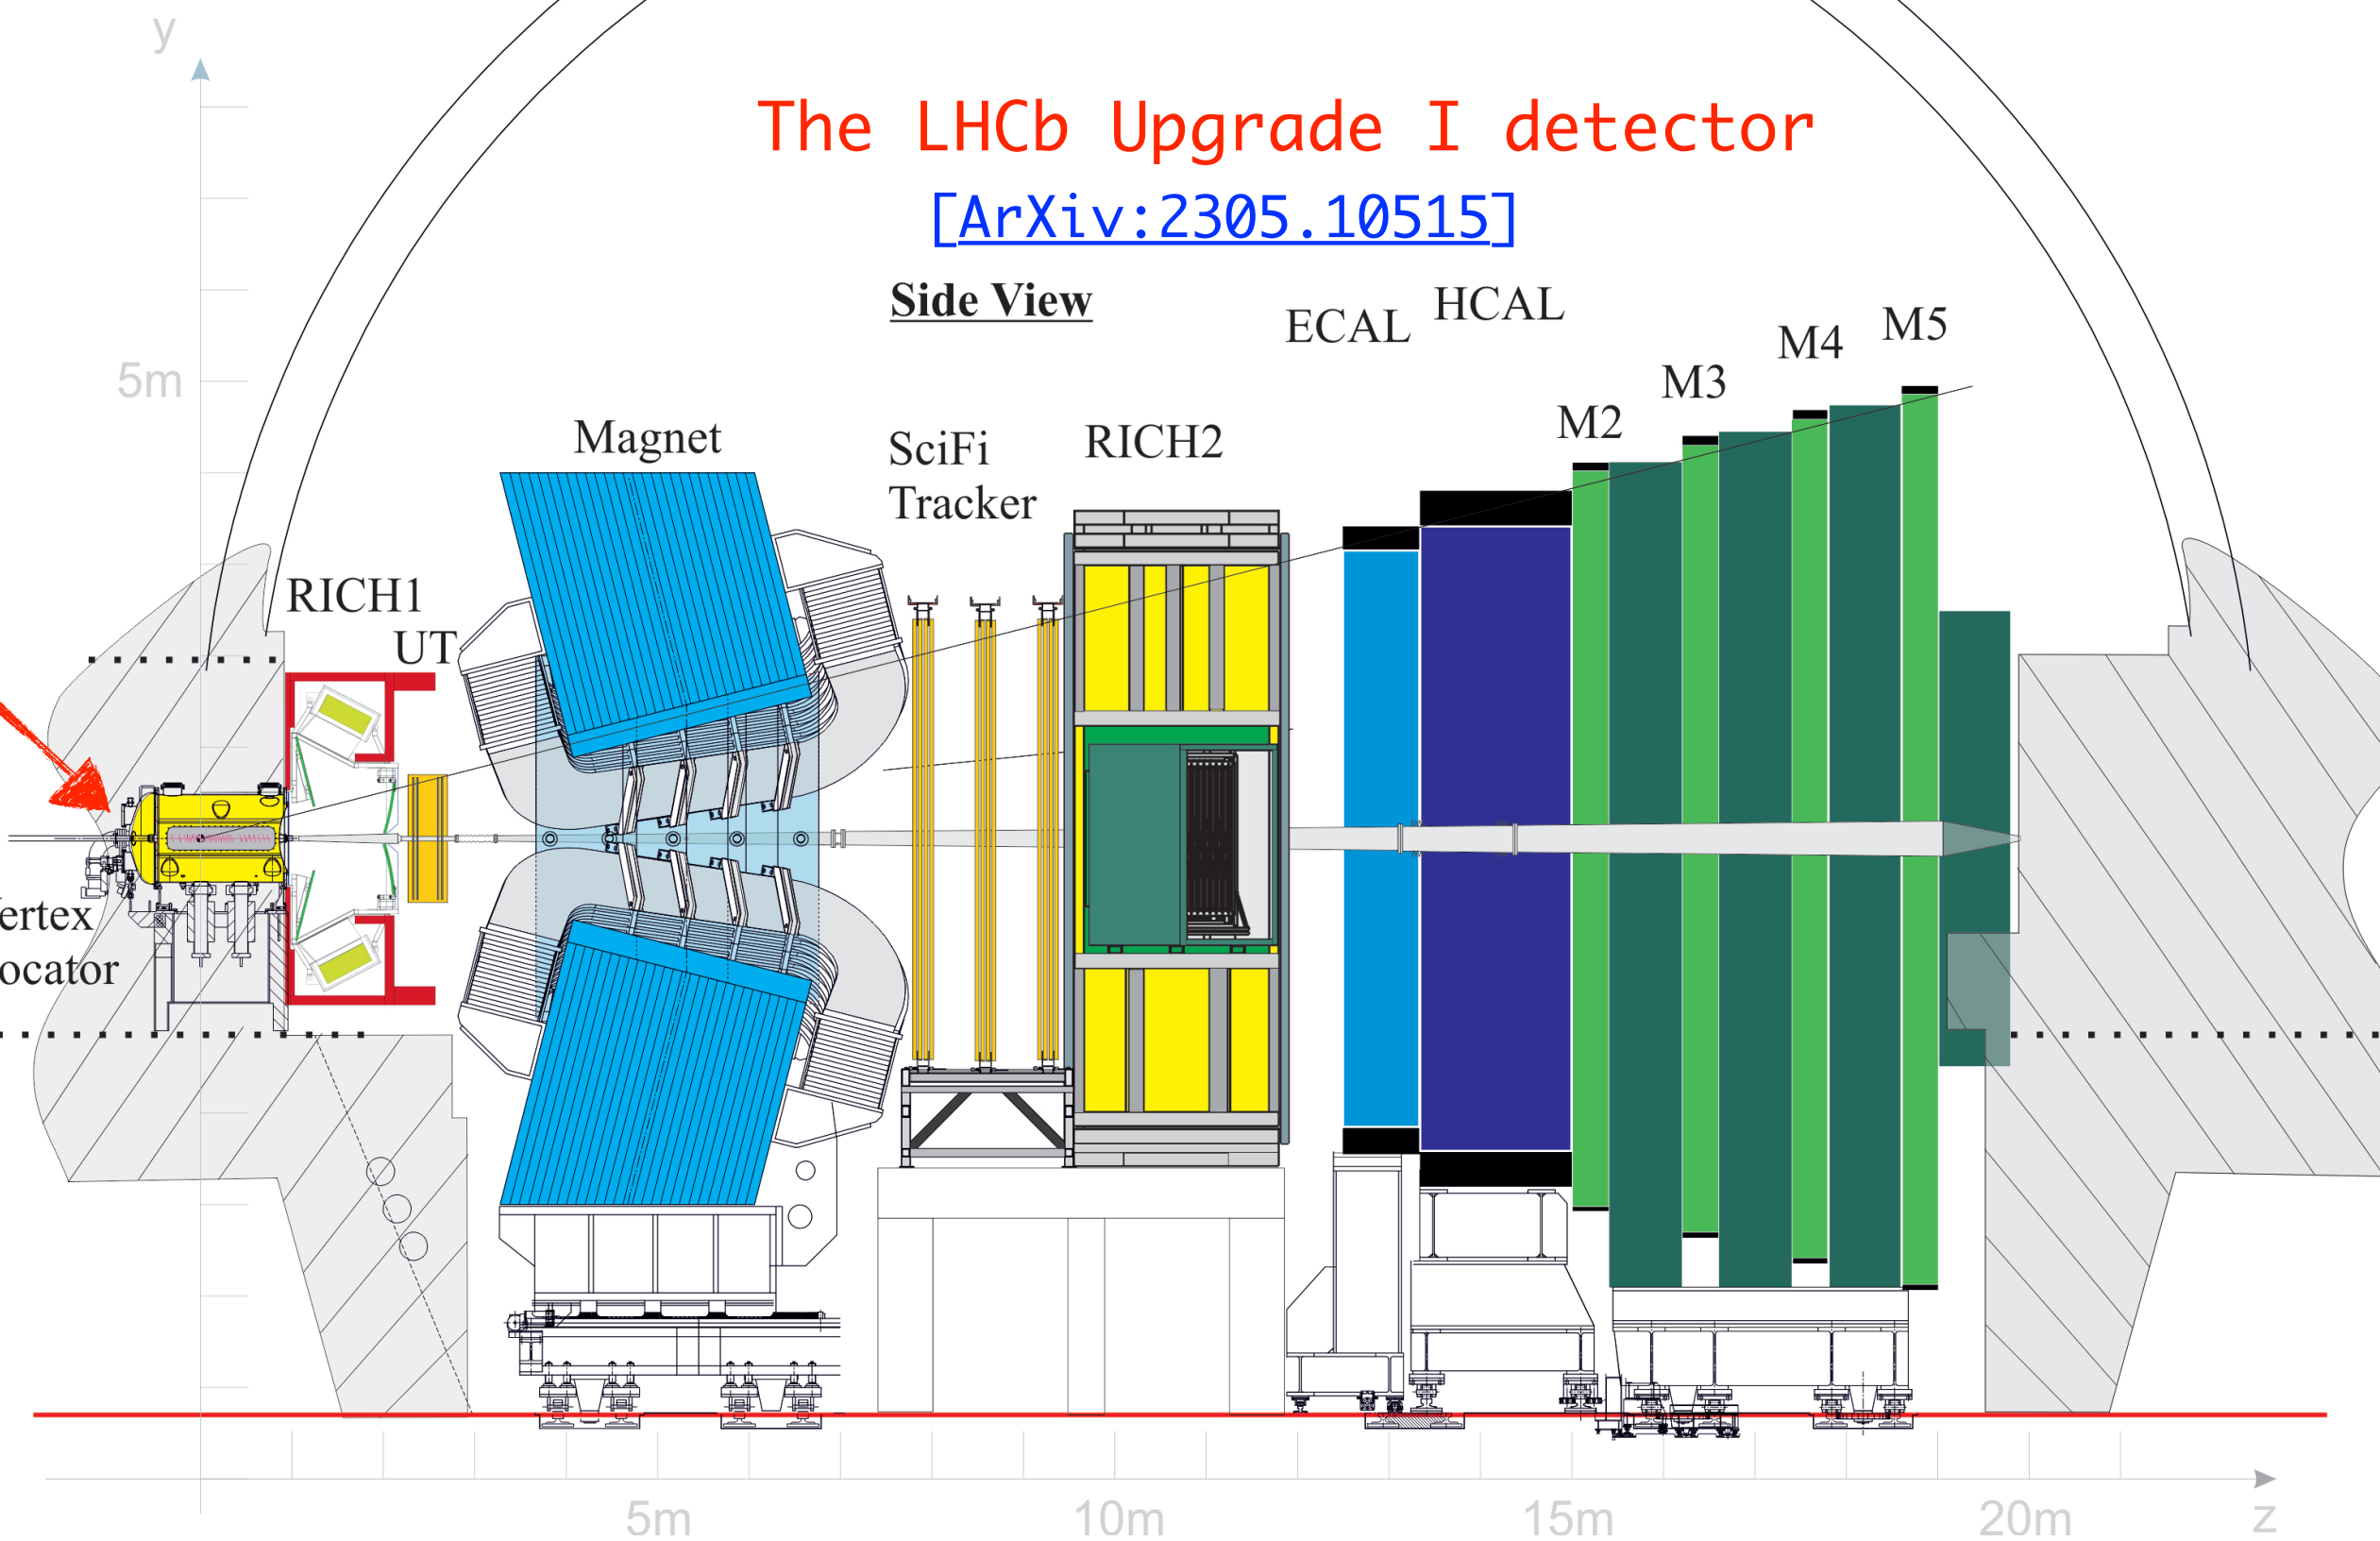 y
The LHCb Upgrade I detector
[ArXiv:2305.10515]
Side View
ECAL
HCAL
M5
M4
M3
5m
M2
Magnet
SciFi
Tracker
RICH2
RICH1
UT
ertex
ocator
5m
10m
15m
20m
z